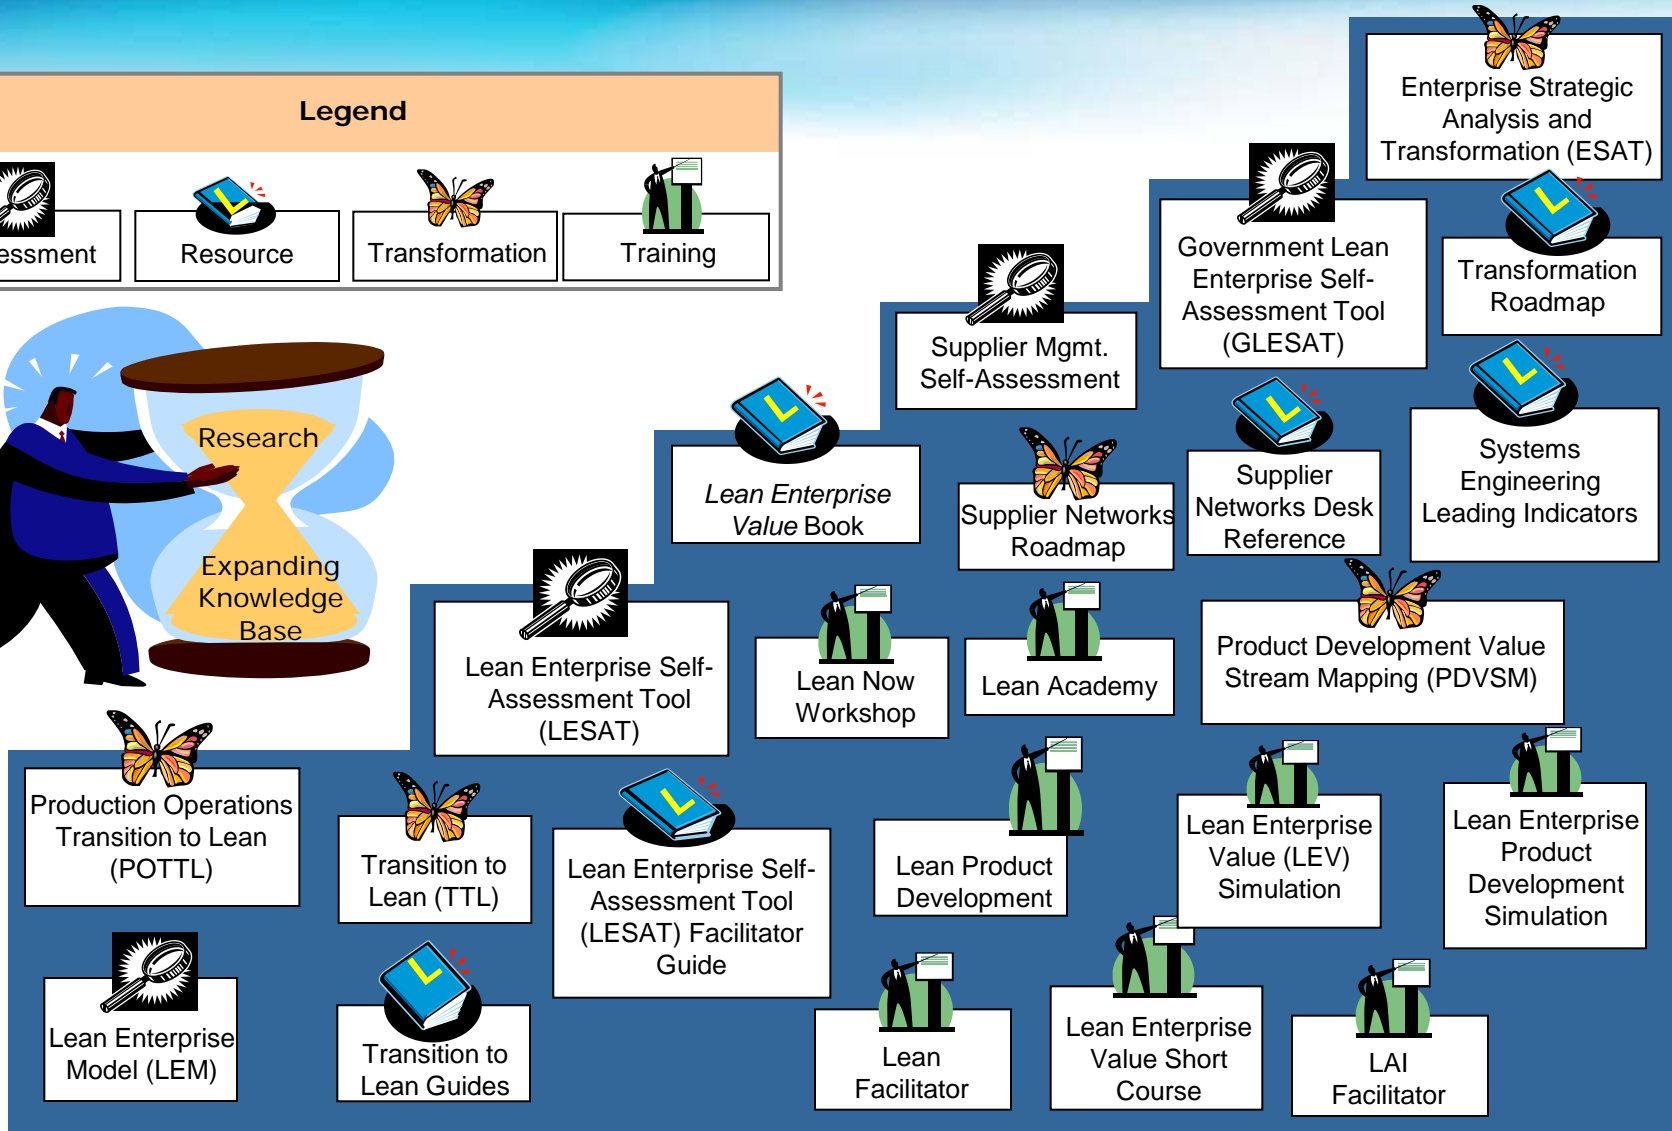 Legend
essment
Resource
Transformation
Training
Research
Expanding
Knowledge
Base
Enterprise Strategic
Analysis and
Transformation (ESAT)
Government Lean
Enterprise Self-
Assessment Tool
(GLESAT)
Transformation
Roadmap
Supplier Mgmt.
Self-Assessment
Lean Enterprise
Value Book
Supplier Networks
Roadmap
Supplier
Networks Desk
Reference
Systems
Engineering
Leading Indicators
Lean Enterprise Self-
Assessment Tool
(LESAT)
Lean Now
Workshop
Lean Academy
Product Development Value
Stream Mapping (PDVSM)
Production Operations
Transition to Lean
(POTTL)
Transition to
Lean (TTL)
Lean Enterprise Self-
Assessment Tool
(LESAT) Facilitator
Guide
Lean Product
Development
Lean Enterprise
Value (LEV)
Simulation
Lean Enterprise
Product
Development
Simulation
Lean Enterprise
Model (LEM)
Transition to
Lean Guides
Lean
Facilitator
Lean Enterprise
Value Short
Course
LAI
Facilitator